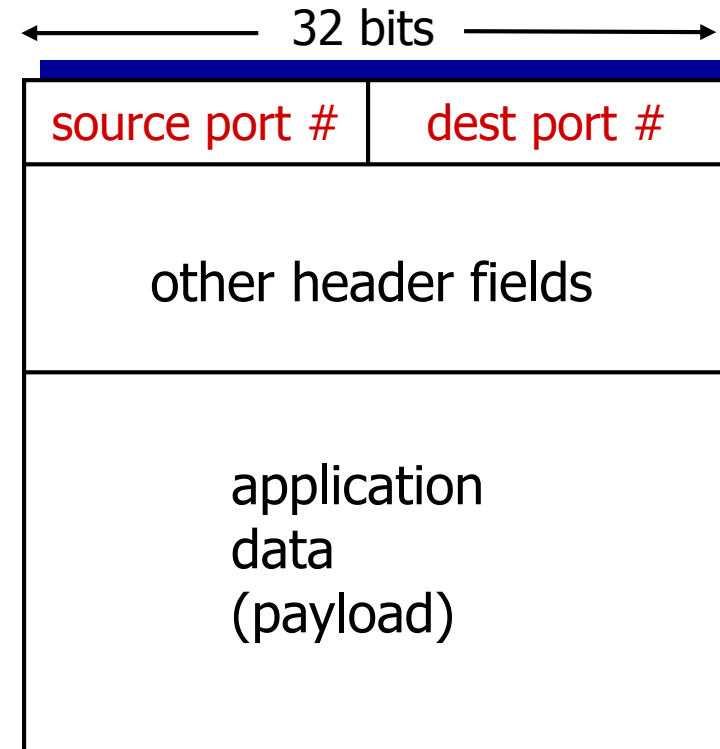 32 bits
source port # dest port #
other header fields
application
data
(payload)